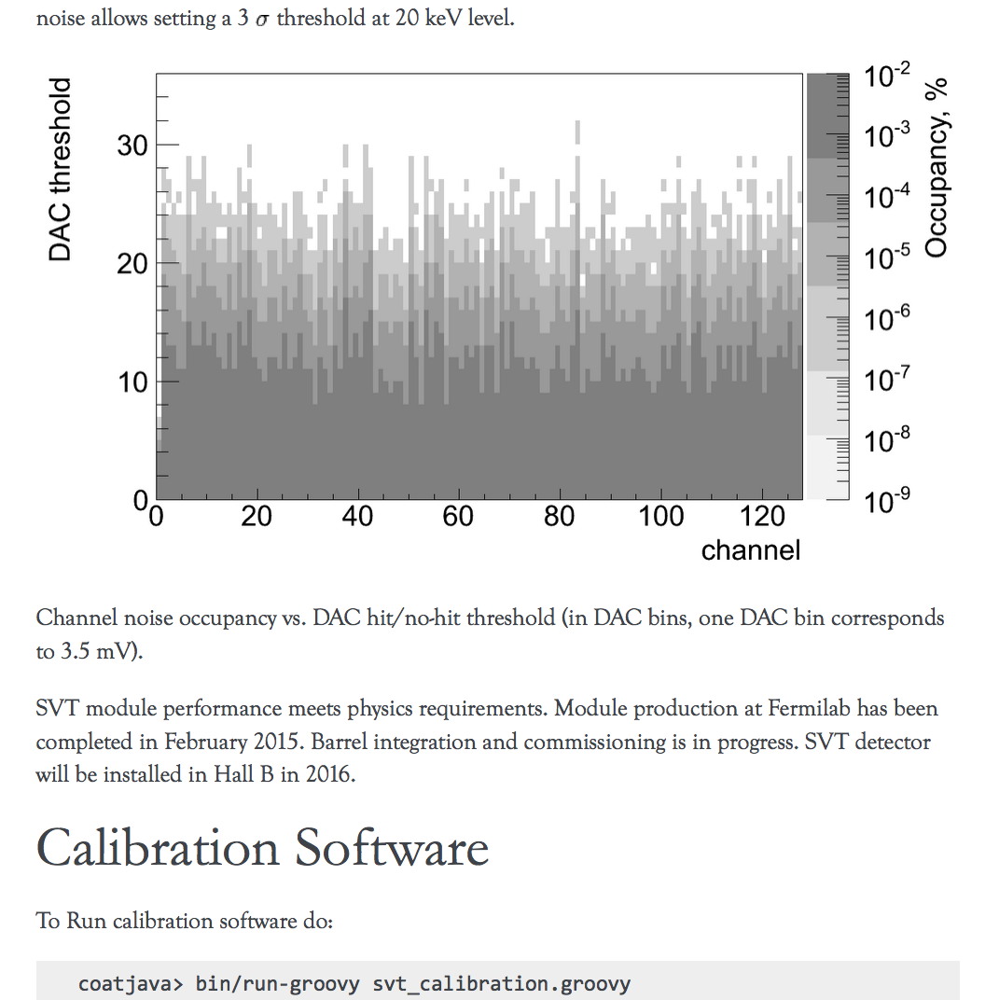 noise allows setting a 3 σ threshold at 20 keV level.
DAC threshold
30
20
10
0
0 20 40 60 80 100 120
channel
10-2
10-3
10-4
10-5
10-6
10-7
10-8
10-9
Occupancy, %
Channel noise occupancy vs. DAC hit/no-hit threshold (in DAC bins, one DAC bin corresponds
to 3.5 mV).
SVT module performance meets physics requirements. Module production at Fermilab has been
completed in February 2015. Barrel integration and commissioning is in progress. SVT detector
will be installed in Hall B in 2016.
Calibration Software
To Run calibration software do:
coatjava> bin/run-groovy svt_calibration.groovy